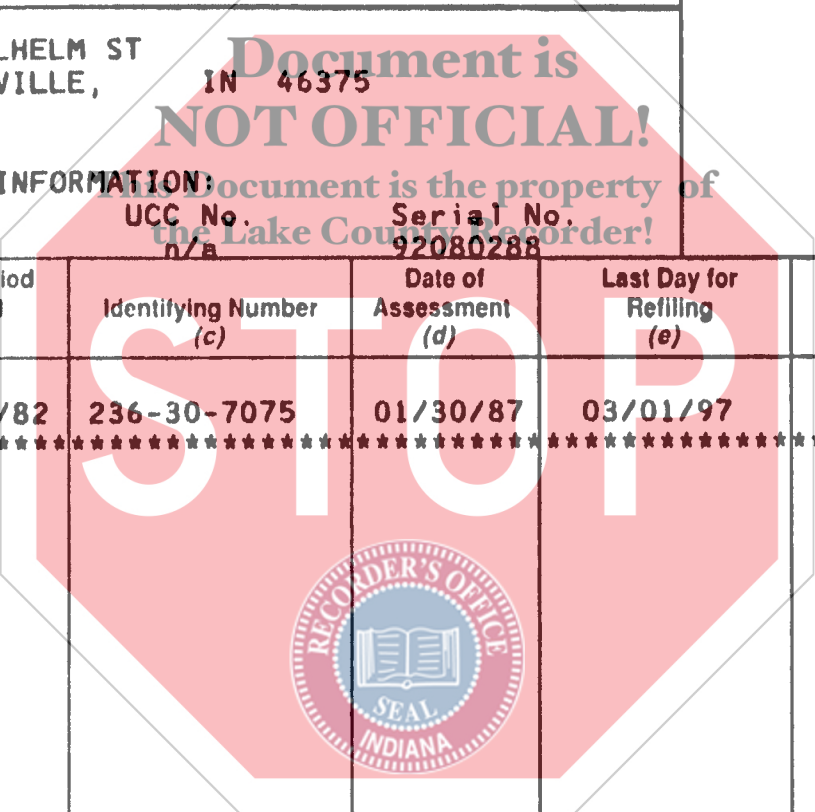 LHELM ST
VILLE, IN 46375
Document is
NOT OFFICIAL!
INFORMATION:
This Document is the property of
UCC No. Serial No.
the Lake County Recorder!
n/a 92080288
iod
Identifying Number
(c)
Date of
Assessment
(d)
Last Day for
Refiling
(e)
/82 236-30-7075 01/30/87 03/01/97
********************************************
STOP
RECORDER'S OFFICE
SEAL
INDIANA